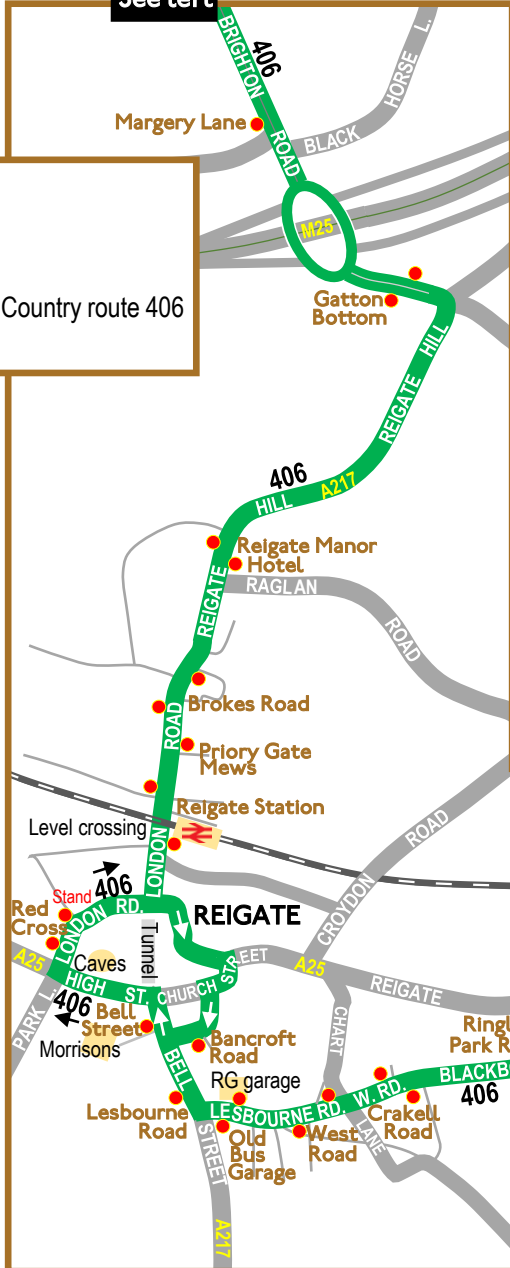 See left
BRIGHTON ROAD
406
HORSE L.
BLACK
Margery Lane
M25
Country route 406
Gatton
Bottom
REIGATE HILL
406
HILL
A217
Reigate Manor
Hotel
REIGATE
RAGLAN ROAD
Brokes Road
ROAD
Priory Gate
Mews
Reigate Station
Level crossing
LONDON
CROYDON ROAD
406
Stand
LONDON RD.
REIGATE
Red
Cross
A25
Caves
Tunnel
STREET
A25
REIGATE
HIGH ST.
CHURCH
406
PARK L.
Bell
Street
Morrisons
Bancroft
Road
CHART LANE
Ringl
Park R
BELL STREET
RG garage
BLACKB
406
Lesbourne
Road
LESBOURNE RD.
W. RD.
Crakell
Road
Old
Bus
Garage
West
Road
A217